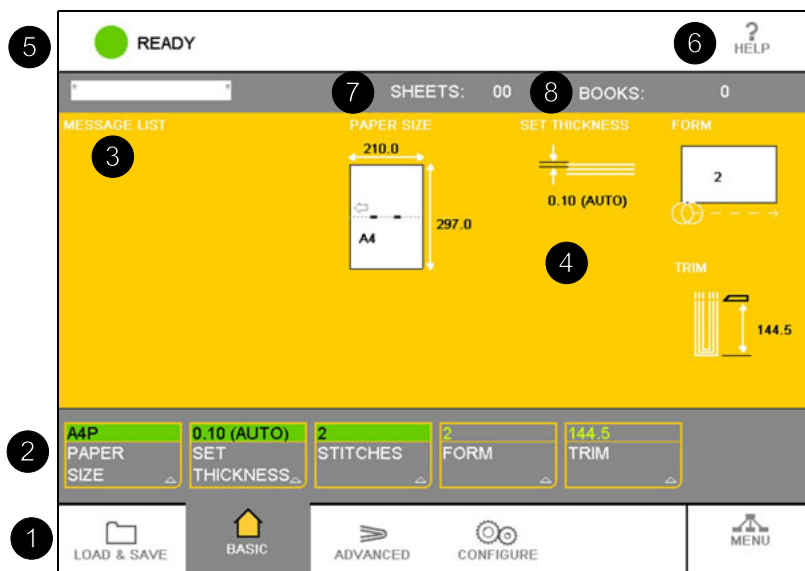 5 READY 6 ? HELP
* * 7 SHEETS: 00 8 BOOKS: 0
MESSAGE LIST PAPER SIZE SET THICKNESS FORM
3 210.0 2
0.10 (AUTO)
297.0
A4
4 TRIM
144.5
A4P 0.10 (AUTO) 2 2 144.5
2 PAPER SET STITCHES FORM TRIM
SIZE THICKNESS
1 LOAD & SAVE BASIC ADVANCED CONFIGURE MENU